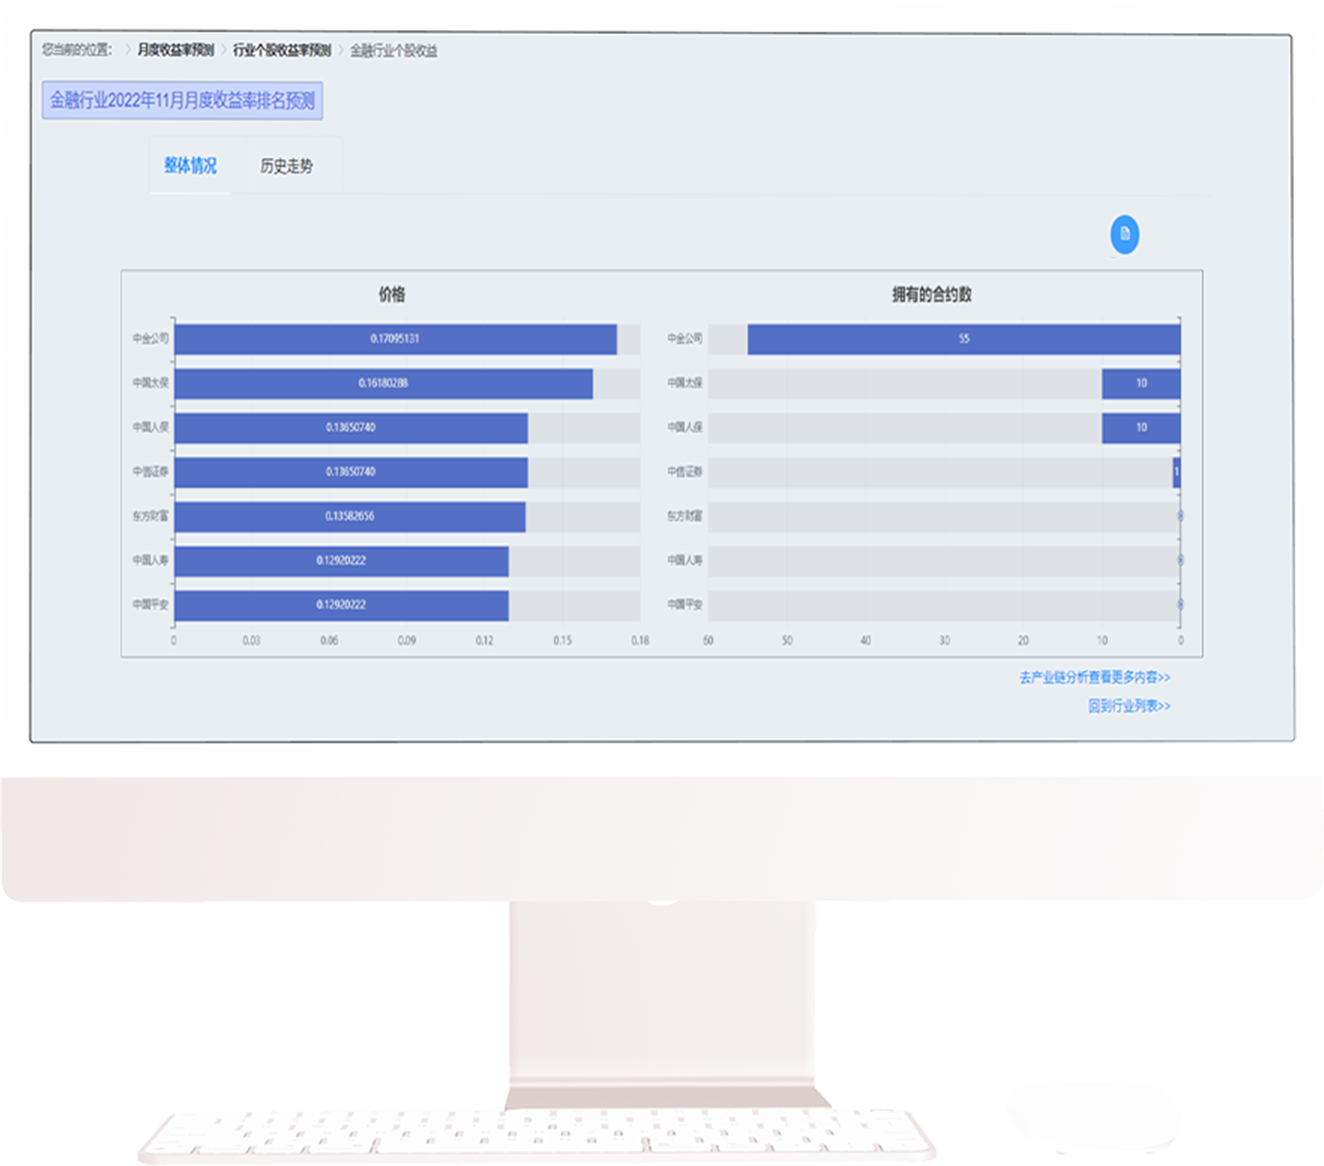 您当前的位置： > 月度收益率预测 > 行业个股收益率预测 > 金融行业个股收益
金融行业2022年11月月度收益率排名预测
整体情况 历史走势
价格
中金公司 0.17095131
中国太保 0.16180288
中国人保 0.13650740
中信证券 0.13650740
东方财富 0.13582656
中国人寿 0.12920222
中国平安 0.12920222
0 0.03 0.06 0.09 0.12 0.15 0.18
拥有的合约数
中金公司 55
中国太保 10
中国人保 10
中信证券 1
东方财富 0
中国人寿 0
中国平安 0
60 50 40 30 20 10 0
去产业链分析查看更多内容>>
回到行业列表>>